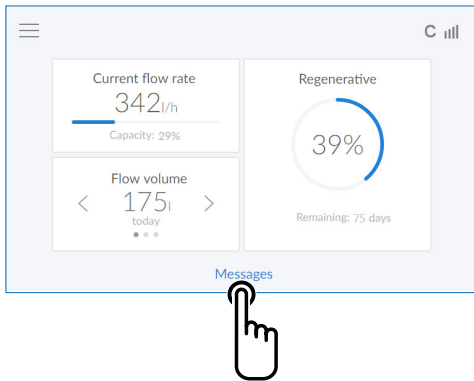 C
Current flow rate
342l/h
Capacity: 29%
Flow volume
175l
today
Regenerative
39%
Remaining: 75 days
Messages